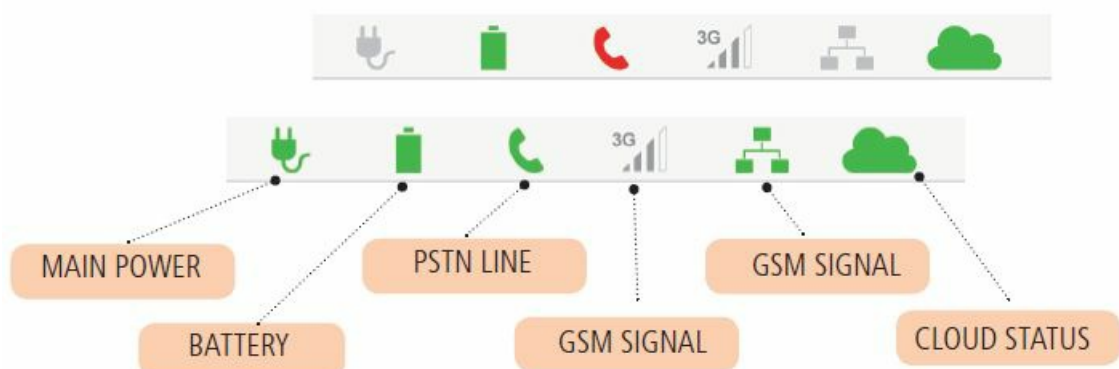 3G
3G
MAIN POWER
PSTN LINE
GSM SIGNAL
BATTERY
GSM SIGNAL
CLOUD STATUS